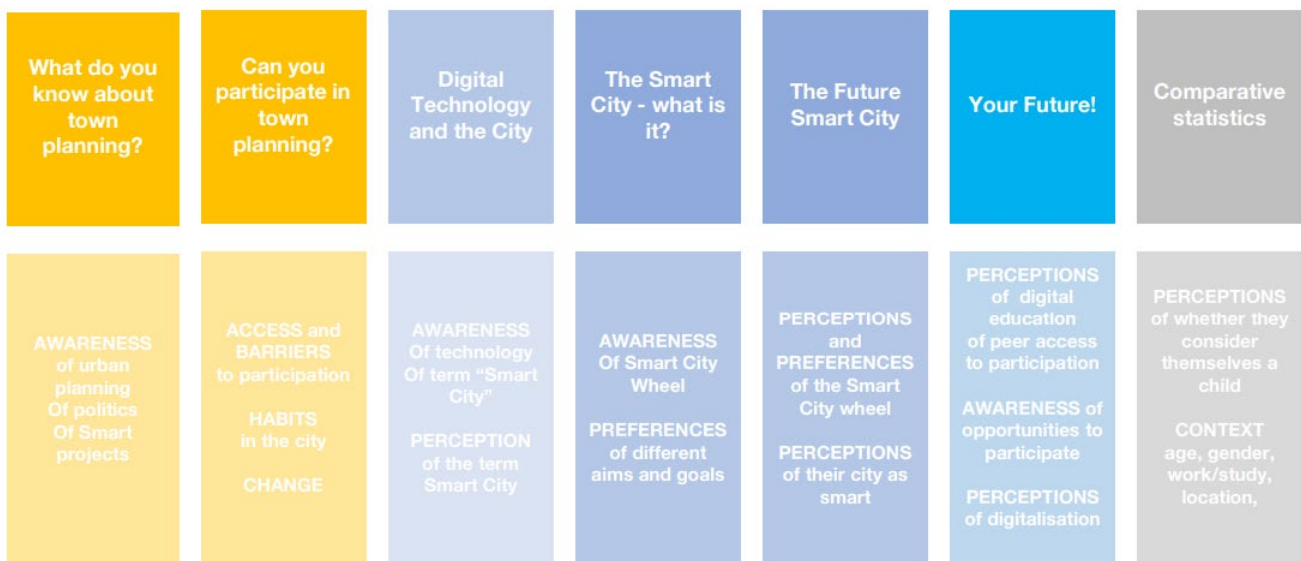 What do you
know about
town
planning?
Can you
participate in
town
planning?
Digital
Technology
and the City
The Smart
City - what is
it?
The Future
Smart City
Your Future!
Comparative
statistics
AWARENESS
of urban
planning
Of politics
Of Smart
projects
ACCESS and
BARRIERS
to participation
HABITS
in the city
CHANGE
AWARENESS
Of technology
Of term “Smart
City”
PERCEPTION
of the term
Smart City
AWARENESS
Of Smart City
Wheel
PREFERENCES
of different
aims and goals
PERCEPTIONS
and
PREFERENCES
of the Smart
City wheel
PERCEPTIONS
of their city as
smart
PERCEPTIONS
of digital
education
of peer access
to participation
AWARENESS of
opportunities to
participate
PERCEPTIONS
of digitalisation
PERCEPTIONS
of whether they
consider
themselves a
child
CONTEXT
age, gender,
work/study,
location,